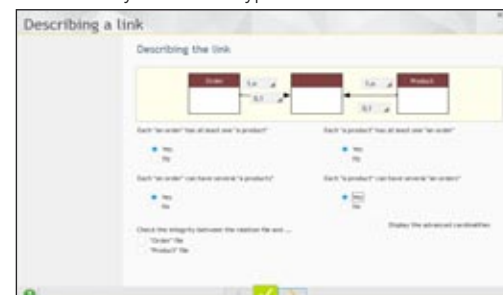 Describing a link
Describing the link
Order
Product
1,n
1,n
0,1
0,1
Each "an order" has at least one "a product"
Each "a product" has at least one "an order"
Yes
No
Yes
No
Each "an order" can have several "a products"
Each "a product" can have several "an orders"
Yes
No
Yes
No
Display the advanced cardinalities
Check the integrity between the relation file and ...
"Order" file
"Product" file